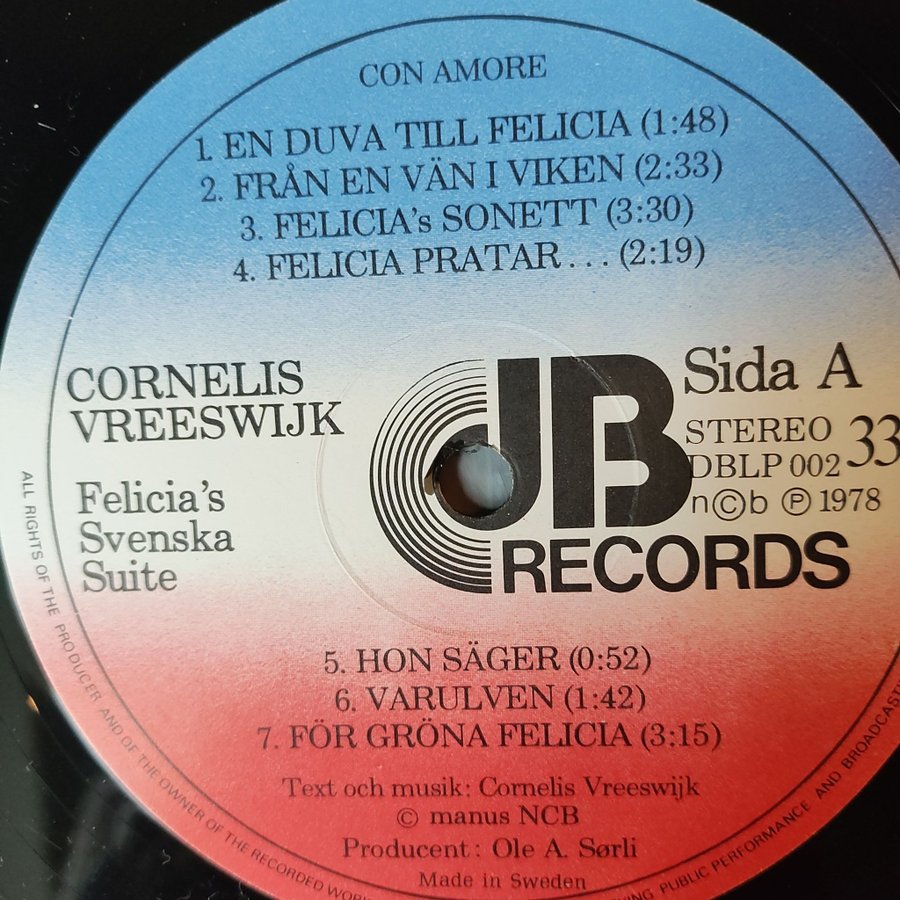 CON AMORE
1. EN DUVA TILL FELICIA (1:48)
2. FRÅN EN VÄN I VIKEN (2:33)
3. FELICIA's SONETT (3:30)
4. FELICIA PRATAR... (2:19)
CORNELIS
VREESWIJK
Felicia's
Svenska
Suite
dB
RECORDS
Sida A
STEREO 33
DBLP 002
n©b ℗ 1978
5. HON SÄGER (0:52)
6. VARULVEN (1:42)
7. FÖR GRÖNA FELICIA (3:15)
Text och musik: Cornelis Vreeswijk
© manus NCB
Producent: Ole A. Sørli
Made in Sweden
ALL RIGHTS OF THE PRODUCER AND OF THE OWNER OF THE RECORDED PUBLIC PERFORMANCE AND